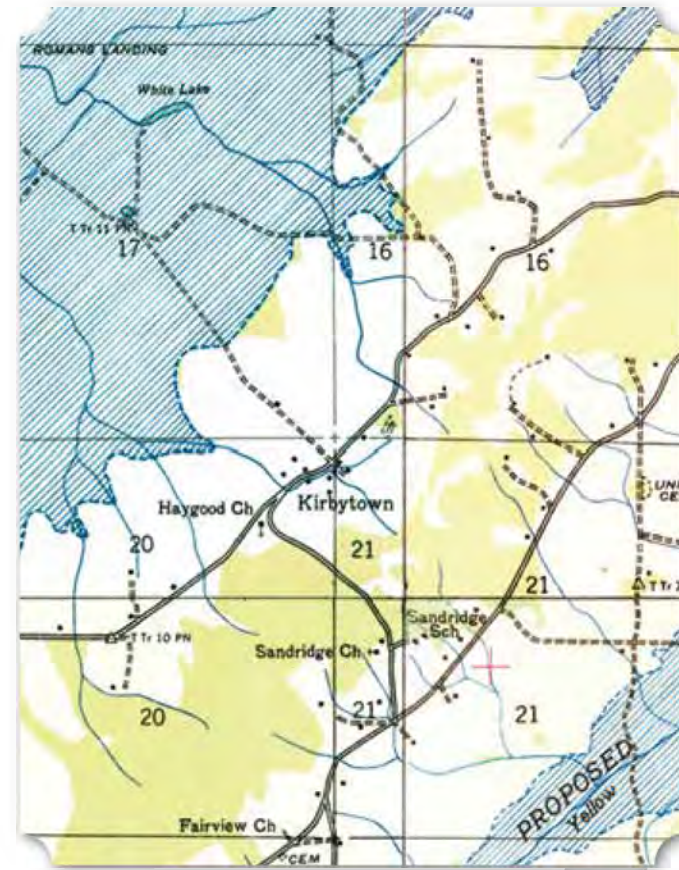 ROMANS LANDING
White Lake
T Tr 11 PN
17
16
16
Haygood Ch
Kirbytown
20
21
21
T Tr 10 PN
Sandridge
Sch
Sandridge Ch
20
21
21
PROPOSED
Yellow
Fairview Ch
CEM